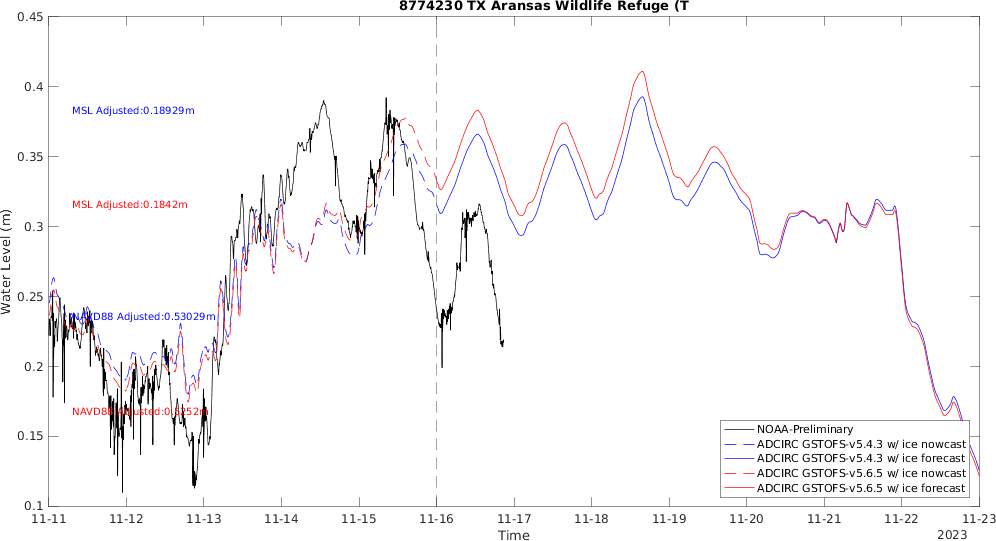 8774230 TX Aransas Wildlife Refuge (T
0.45
0.4
0.35
0.3
0.25
0.2
0.15
0.1
Water Level (m)
MSL Adjusted:0.18929m
MSL Adjusted:0.1842m
NAVD88 Adjusted:0.53029m
NAVD88 Adjusted:0.5252m
NOAA-Preliminary
ADCIRC GSTOFS-v5.4.3 w/ ice nowcast
ADCIRC GSTOFS-v5.4.3 w/ ice forecast
ADCIRC GSTOFS-v5.6.5 w/ ice nowcast
ADCIRC GSTOFS-v5.6.5 w/ ice forecast
11-11 11-12 11-13 11-14 11-15 11-16 11-17 11-18 11-19 11-20 11-21 11-22 11-23
Time
2023